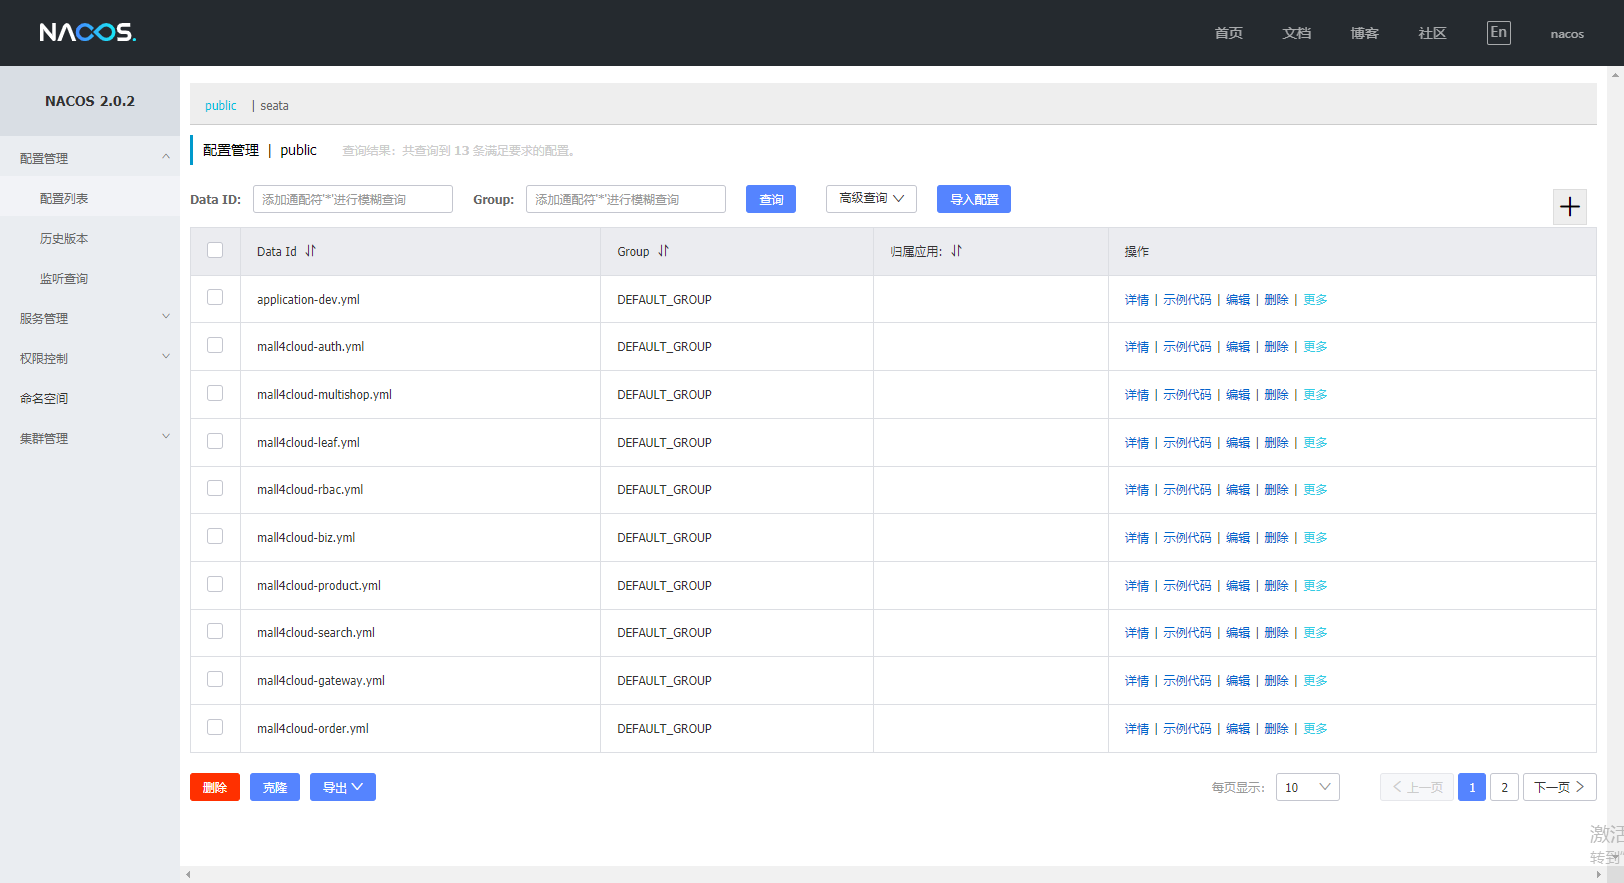 NACOS.
首页 文档 博客 社区 En nacos
NACOS 2.0.2
配置管理
配置列表
历史版本
监听查询
服务管理
权限控制
命名空间
集群管理
public | seata
配置管理 | public 查询结果：共查询到 13 条满足要求的配置。
Data ID: 添加通配符'*'进行模糊查询 Group: 添加通配符'*'进行模糊查询 查询 高级查询 导入配置
Data Id Group 归属应用: 操作
application-dev.yml DEFAULT_GROUP 详情 | 示例代码 | 编辑 | 删除 | 更多
mall4cloud-auth.yml DEFAULT_GROUP 详情 | 示例代码 | 编辑 | 删除 | 更多
mall4cloud-multishop.yml DEFAULT_GROUP 详情 | 示例代码 | 编辑 | 删除 | 更多
mall4cloud-leaf.yml DEFAULT_GROUP 详情 | 示例代码 | 编辑 | 删除 | 更多
mall4cloud-rbac.yml DEFAULT_GROUP 详情 | 示例代码 | 编辑 | 删除 | 更多
mall4cloud-biz.yml DEFAULT_GROUP 详情 | 示例代码 | 编辑 | 删除 | 更多
mall4cloud-product.yml DEFAULT_GROUP 详情 | 示例代码 | 编辑 | 删除 | 更多
mall4cloud-search.yml DEFAULT_GROUP 详情 | 示例代码 | 编辑 | 删除 | 更多
mall4cloud-gateway.yml DEFAULT_GROUP 详情 | 示例代码 | 编辑 | 删除 | 更多
mall4cloud-order.yml DEFAULT_GROUP 详情 | 示例代码 | 编辑 | 删除 | 更多
删除 克隆 导出 每页显示: 10 上一页 1 2 下一页
激活
转到"